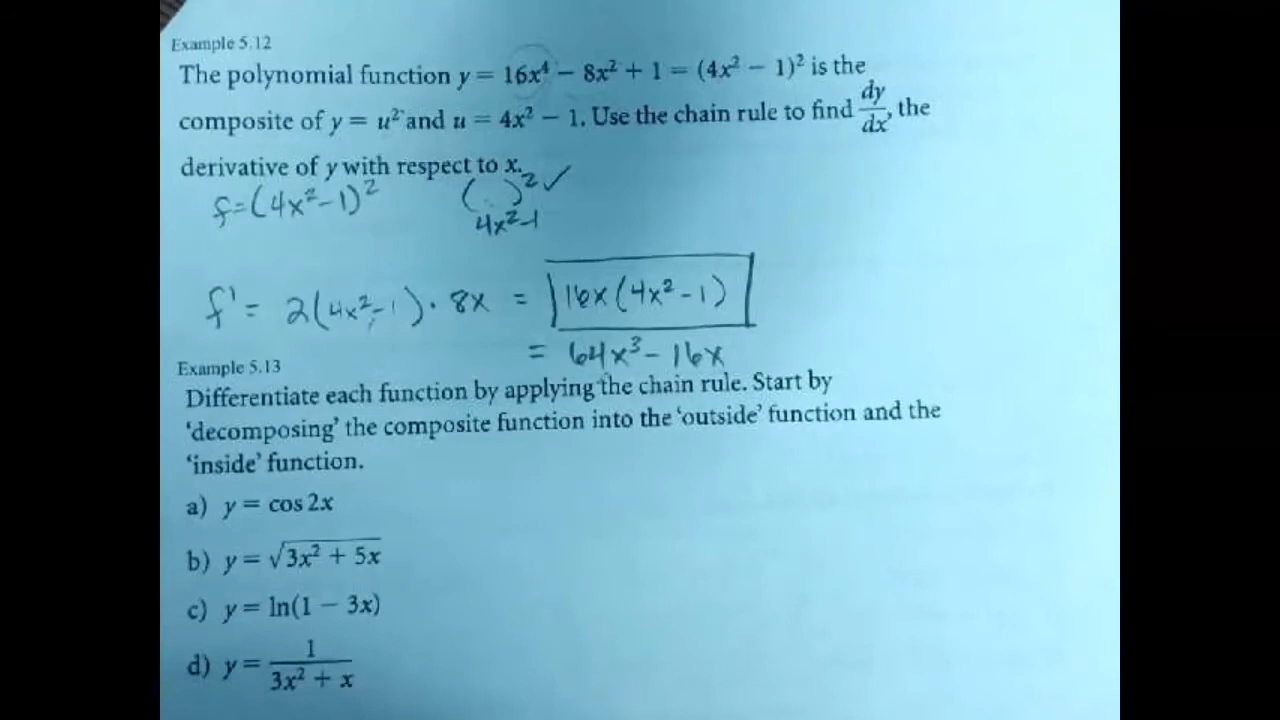 Example 5.12
The polynomial function y = 16x⁴ − 8x² + 1 = (4x² − 1)² is the
composite of y = u² and u = 4x² − 1. Use the chain rule to find dy/dx, the
derivative of y with respect to x.
f=(4x²-1)² ( )² ✓
4x²-1
f' = 2(4x²-1) · 8x = 16x(4x²-1)
= 64x³ - 16x
Example 5.13
Differentiate each function by applying the chain rule. Start by
‘decomposing’ the composite function into the ‘outside’ function and the
‘inside’ function.
a) y = cos 2x
b) y = √(3x² + 5x)
c) y = ln(1 − 3x)
d) y = 1/(3x² + x)